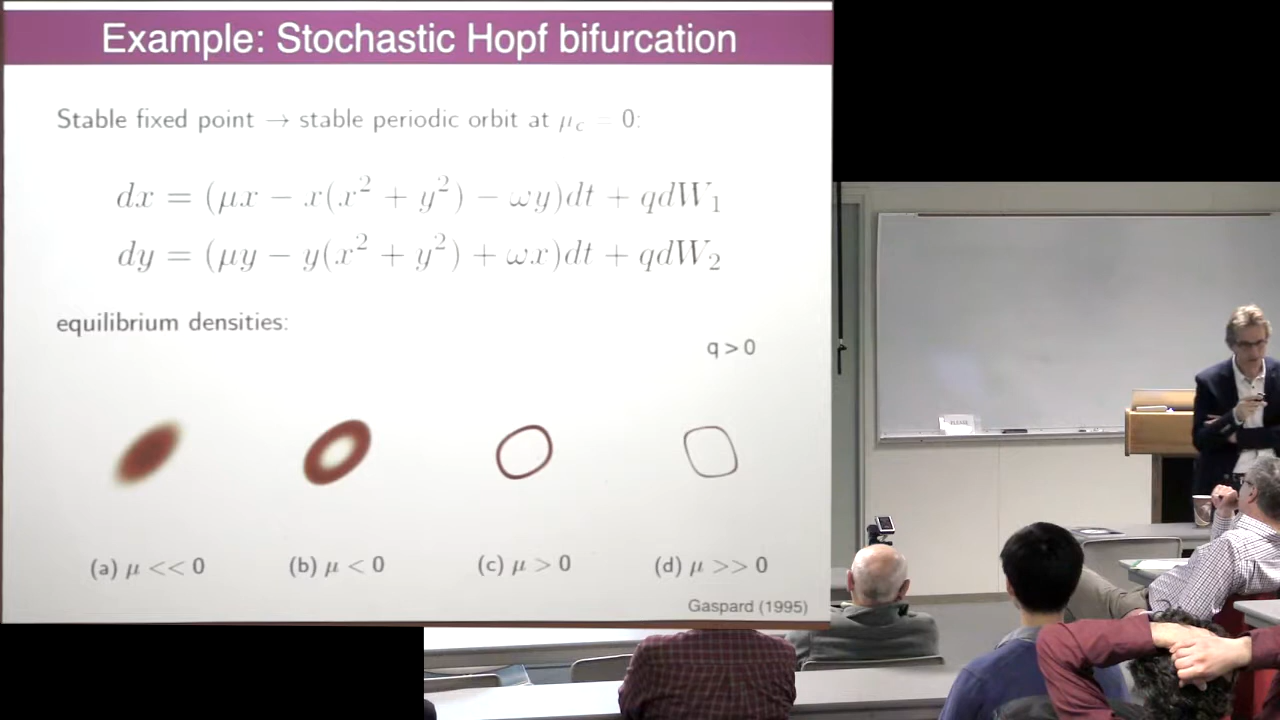 Example: Stochastic Hopf bifurcation
Stable fixed point → stable periodic orbit at μ_c = 0:
dx = (μx − x(x² + y²) − ωy)dt + qdW₁
dy = (μy − y(x² + y²) + ωx)dt + qdW₂
equilibrium densities:
q > 0
(a) μ << 0 (b) μ < 0 (c) μ > 0 (d) μ >> 0
Gaspard (1995)
PLEASE